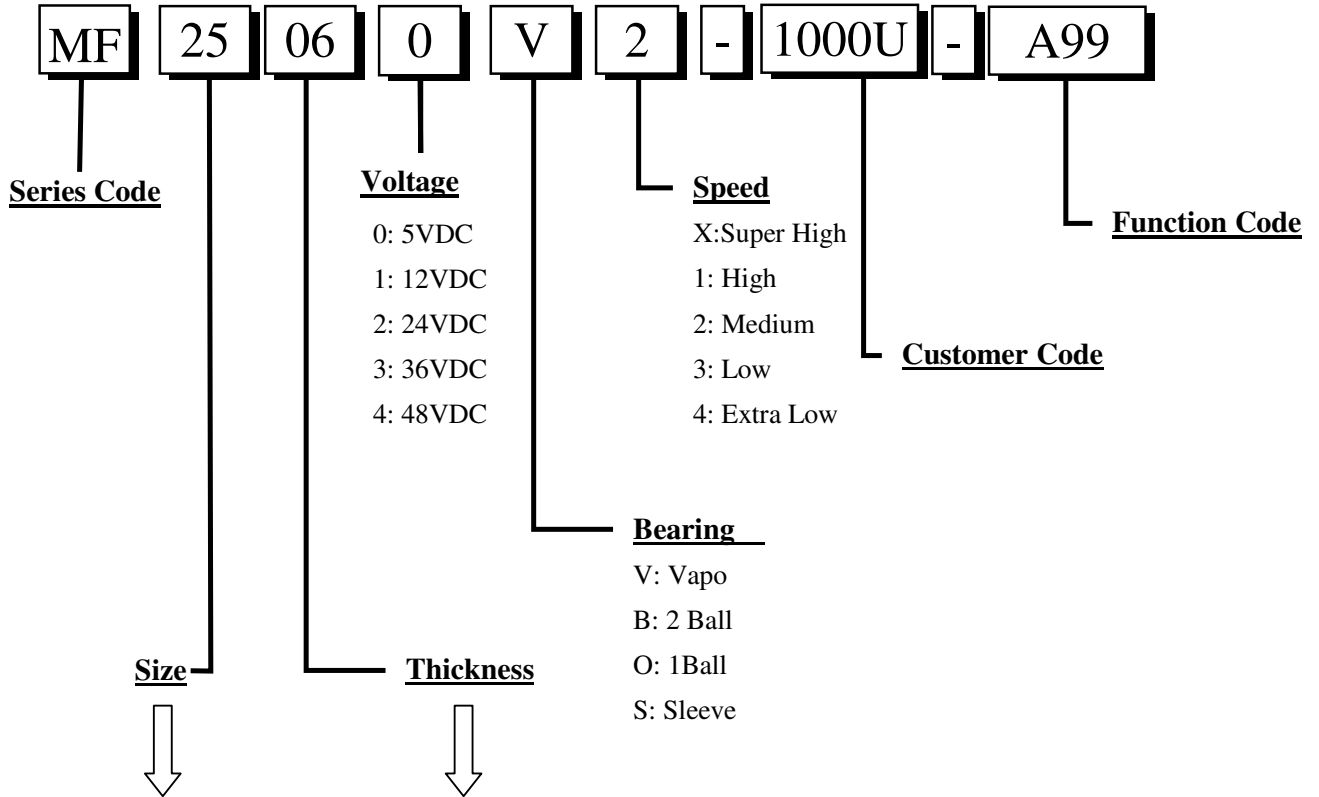 MF 25 06 0 V 2 - 1000U - A99
Series Code
Voltage
0: 5VDC
1: 12VDC
2: 24VDC
3: 36VDC
4: 48VDC
Speed
X:Super High
1: High
2: Medium
3: Low
4: Extra Low
Function Code
Customer Code
Bearing
V: Vapo
B: 2 Ball
O: 1Ball
S: Sleeve
Size
Thickness